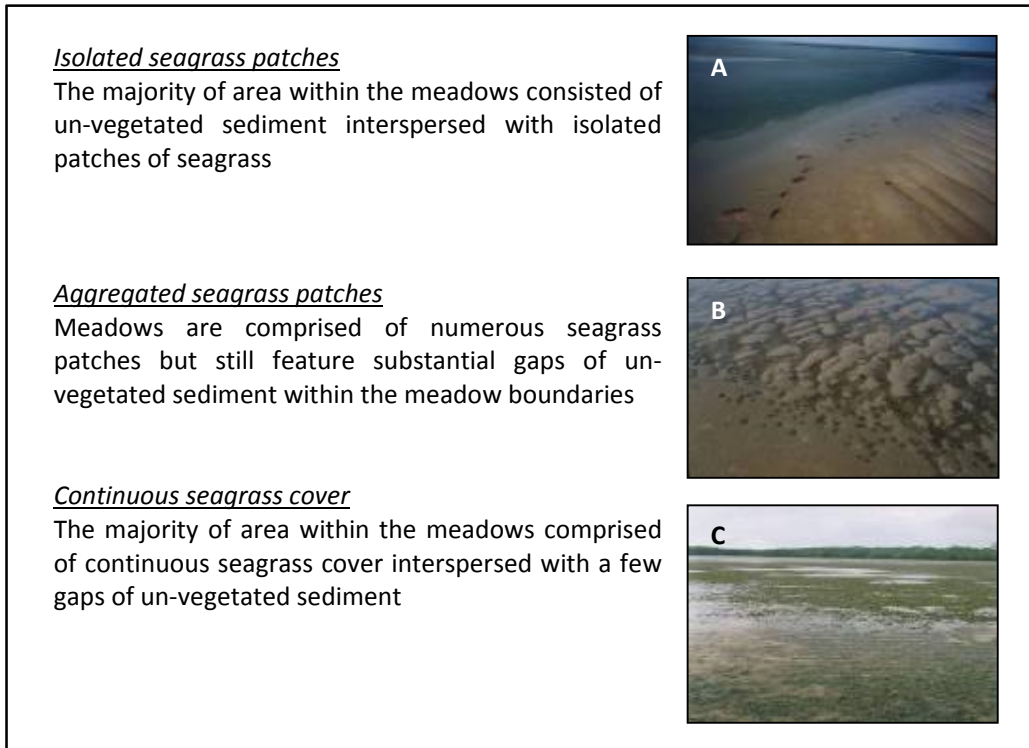 Isolated seagrass patches
The majority of area within the meadows consisted of
un-vegetated sediment interspersed with isolated
patches of seagrass
A
Aggregated seagrass patches
Meadows are comprised of numerous seagrass
patches but still feature substantial gaps of un-
vegetated sediment within the meadow boundaries
B
Continuous seagrass cover
The majority of area within the meadows comprised
of continuous seagrass cover interspersed with a few
gaps of un-vegetated sediment
C